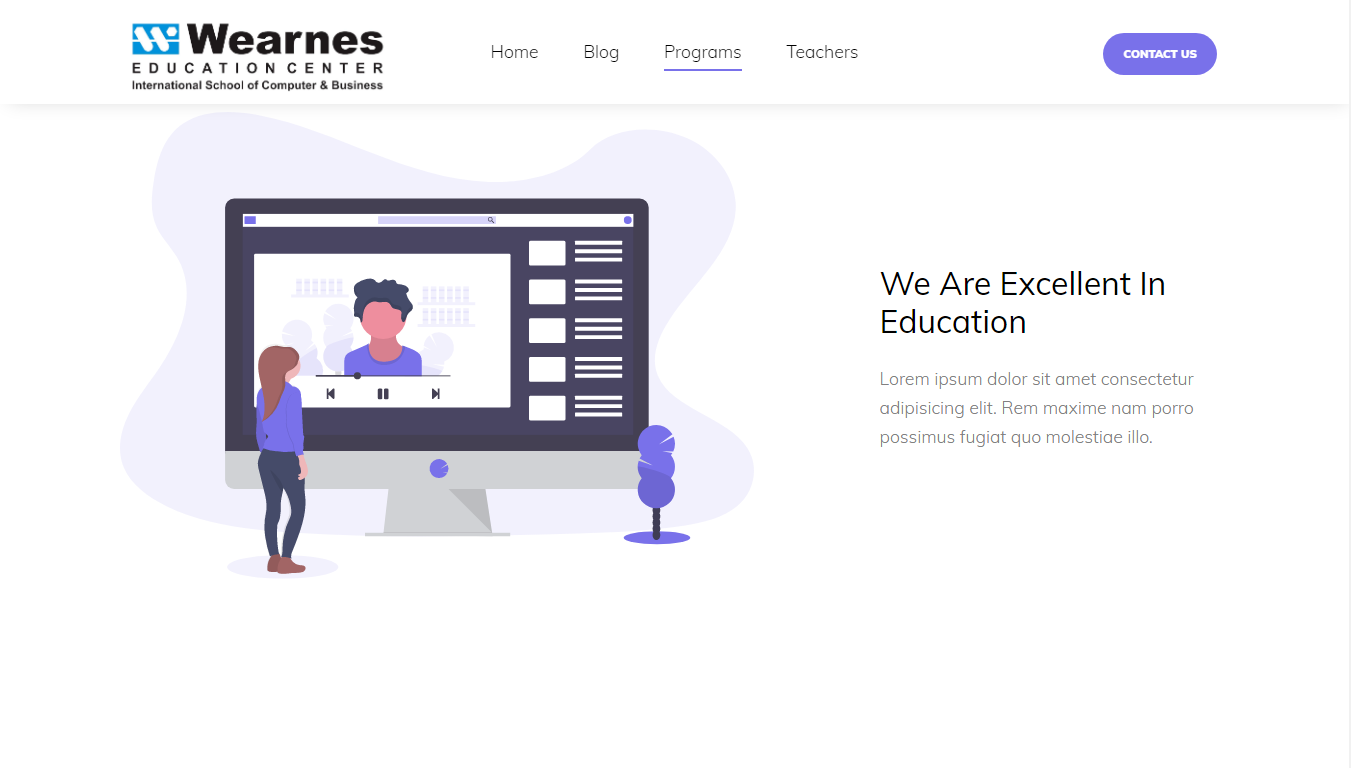 Wearnes
EDUCATION CENTER
International School of Computer & Business
Home Blog Programs Teachers
CONTACT US
We Are Excellent In
Education
Lorem ipsum dolor sit amet consectetur
adipisicing elit. Rem maxime nam porro
possimus fugiat quo molestiae illo.